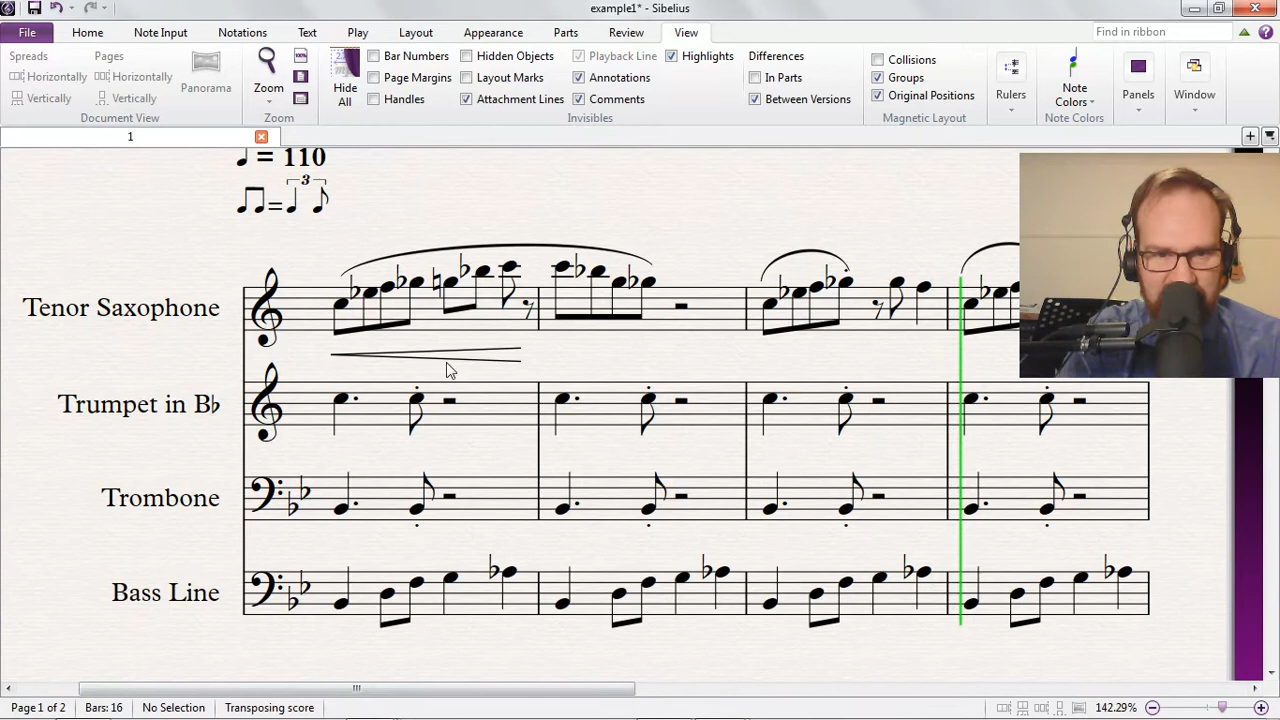 example1* - Sibelius
File Home Note Input Notations Text Play Layout Appearance Parts Review View Find in ribbon
Spreads Pages Bar Numbers Hidden Objects Playback Line Highlights Differences Collisions
Horizontally Horizontally Page Margins Layout Marks Annotations In Parts Groups
Vertically Vertically Panorama Zoom Hide All Handles Attachment Lines Comments Between Versions Original Positions Rulers Note Colors Panels Window
Document View Zoom Invisibles Magnetic Layout Note Colors
1
= 110
3
=
Tenor Saxophone
Trumpet in B♭
Trombone
Bass Line
Page 1 of 2 Bars: 16 No Selection Transposing score 142.29%